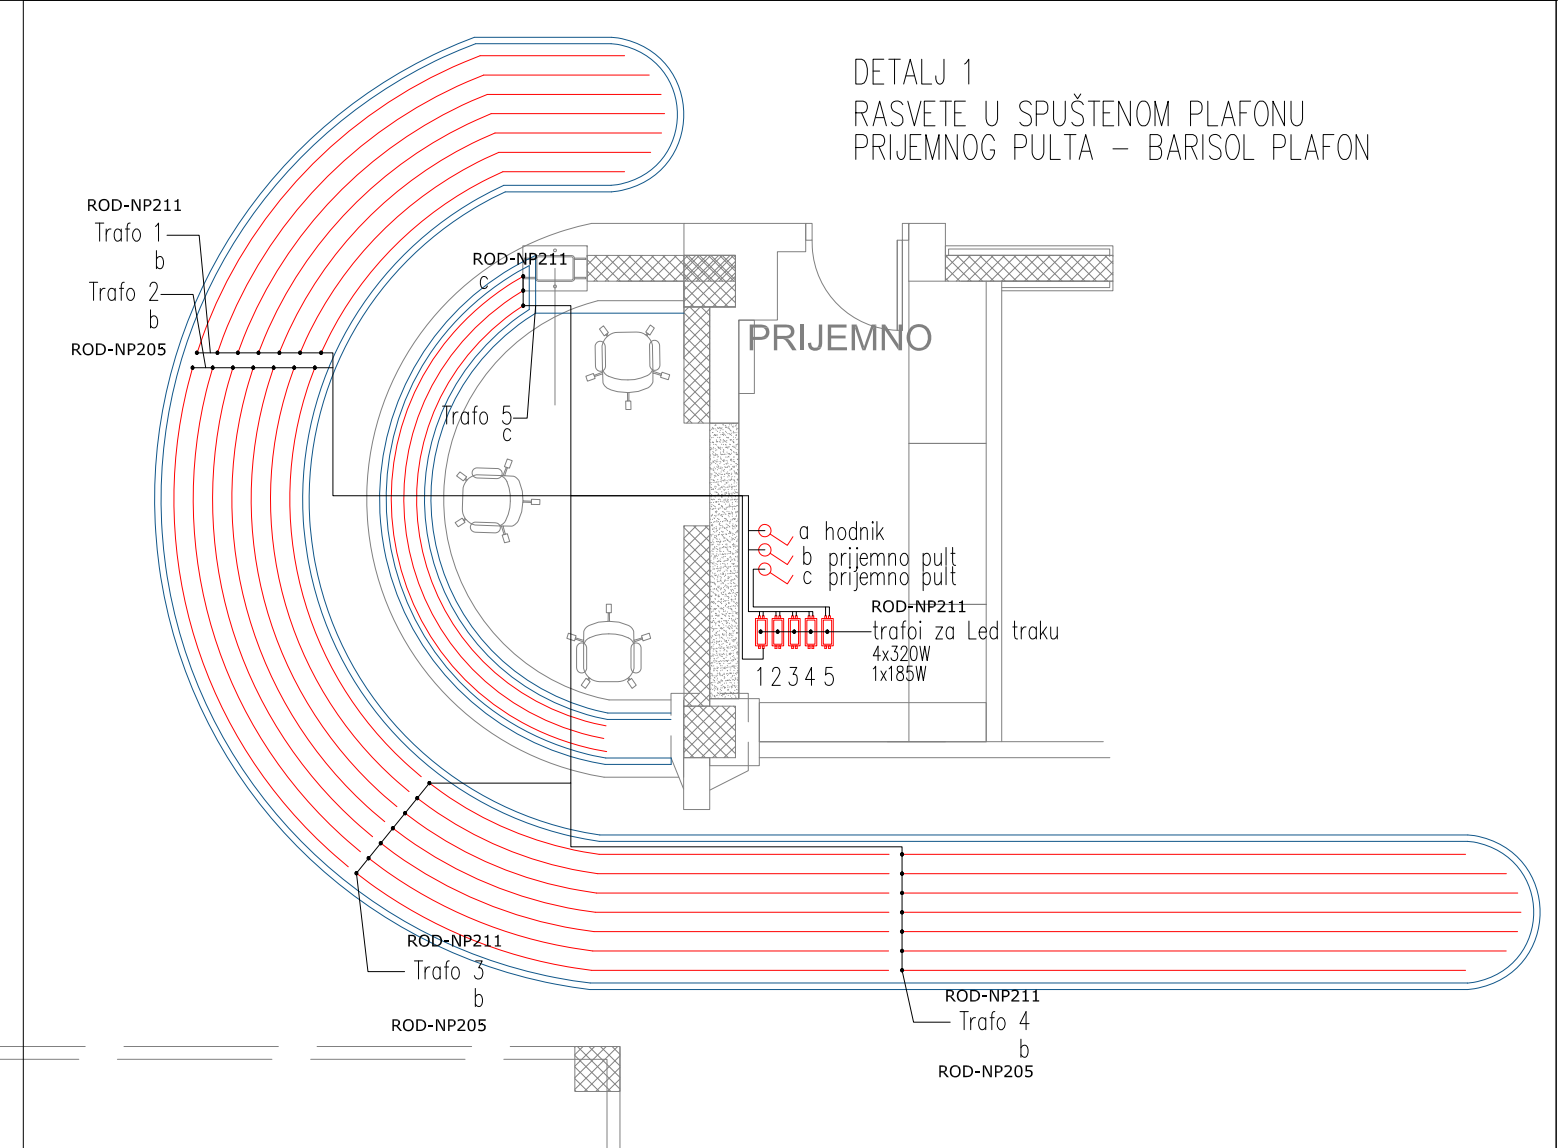 DETALJ 1
RASVETE U SPUŠTENOM PLAFONU
PRIJEMNOG PULTA – BARISOL PLAFON
ROD-NP211
Trafo 1
b
Trafo 2
b
ROD-NP205
ROD-NP211
c
Trafo 5
c
PRIJEMNO
a hodnik
b prijemno pult
c prijemno pult
ROD-NP211
trafoi za Led traku
4x320W
1x185W
1 2 3 4 5
ROD-NP211
Trafo 3
b
ROD-NP205
ROD-NP211
Trafo 4
b
ROD-NP205